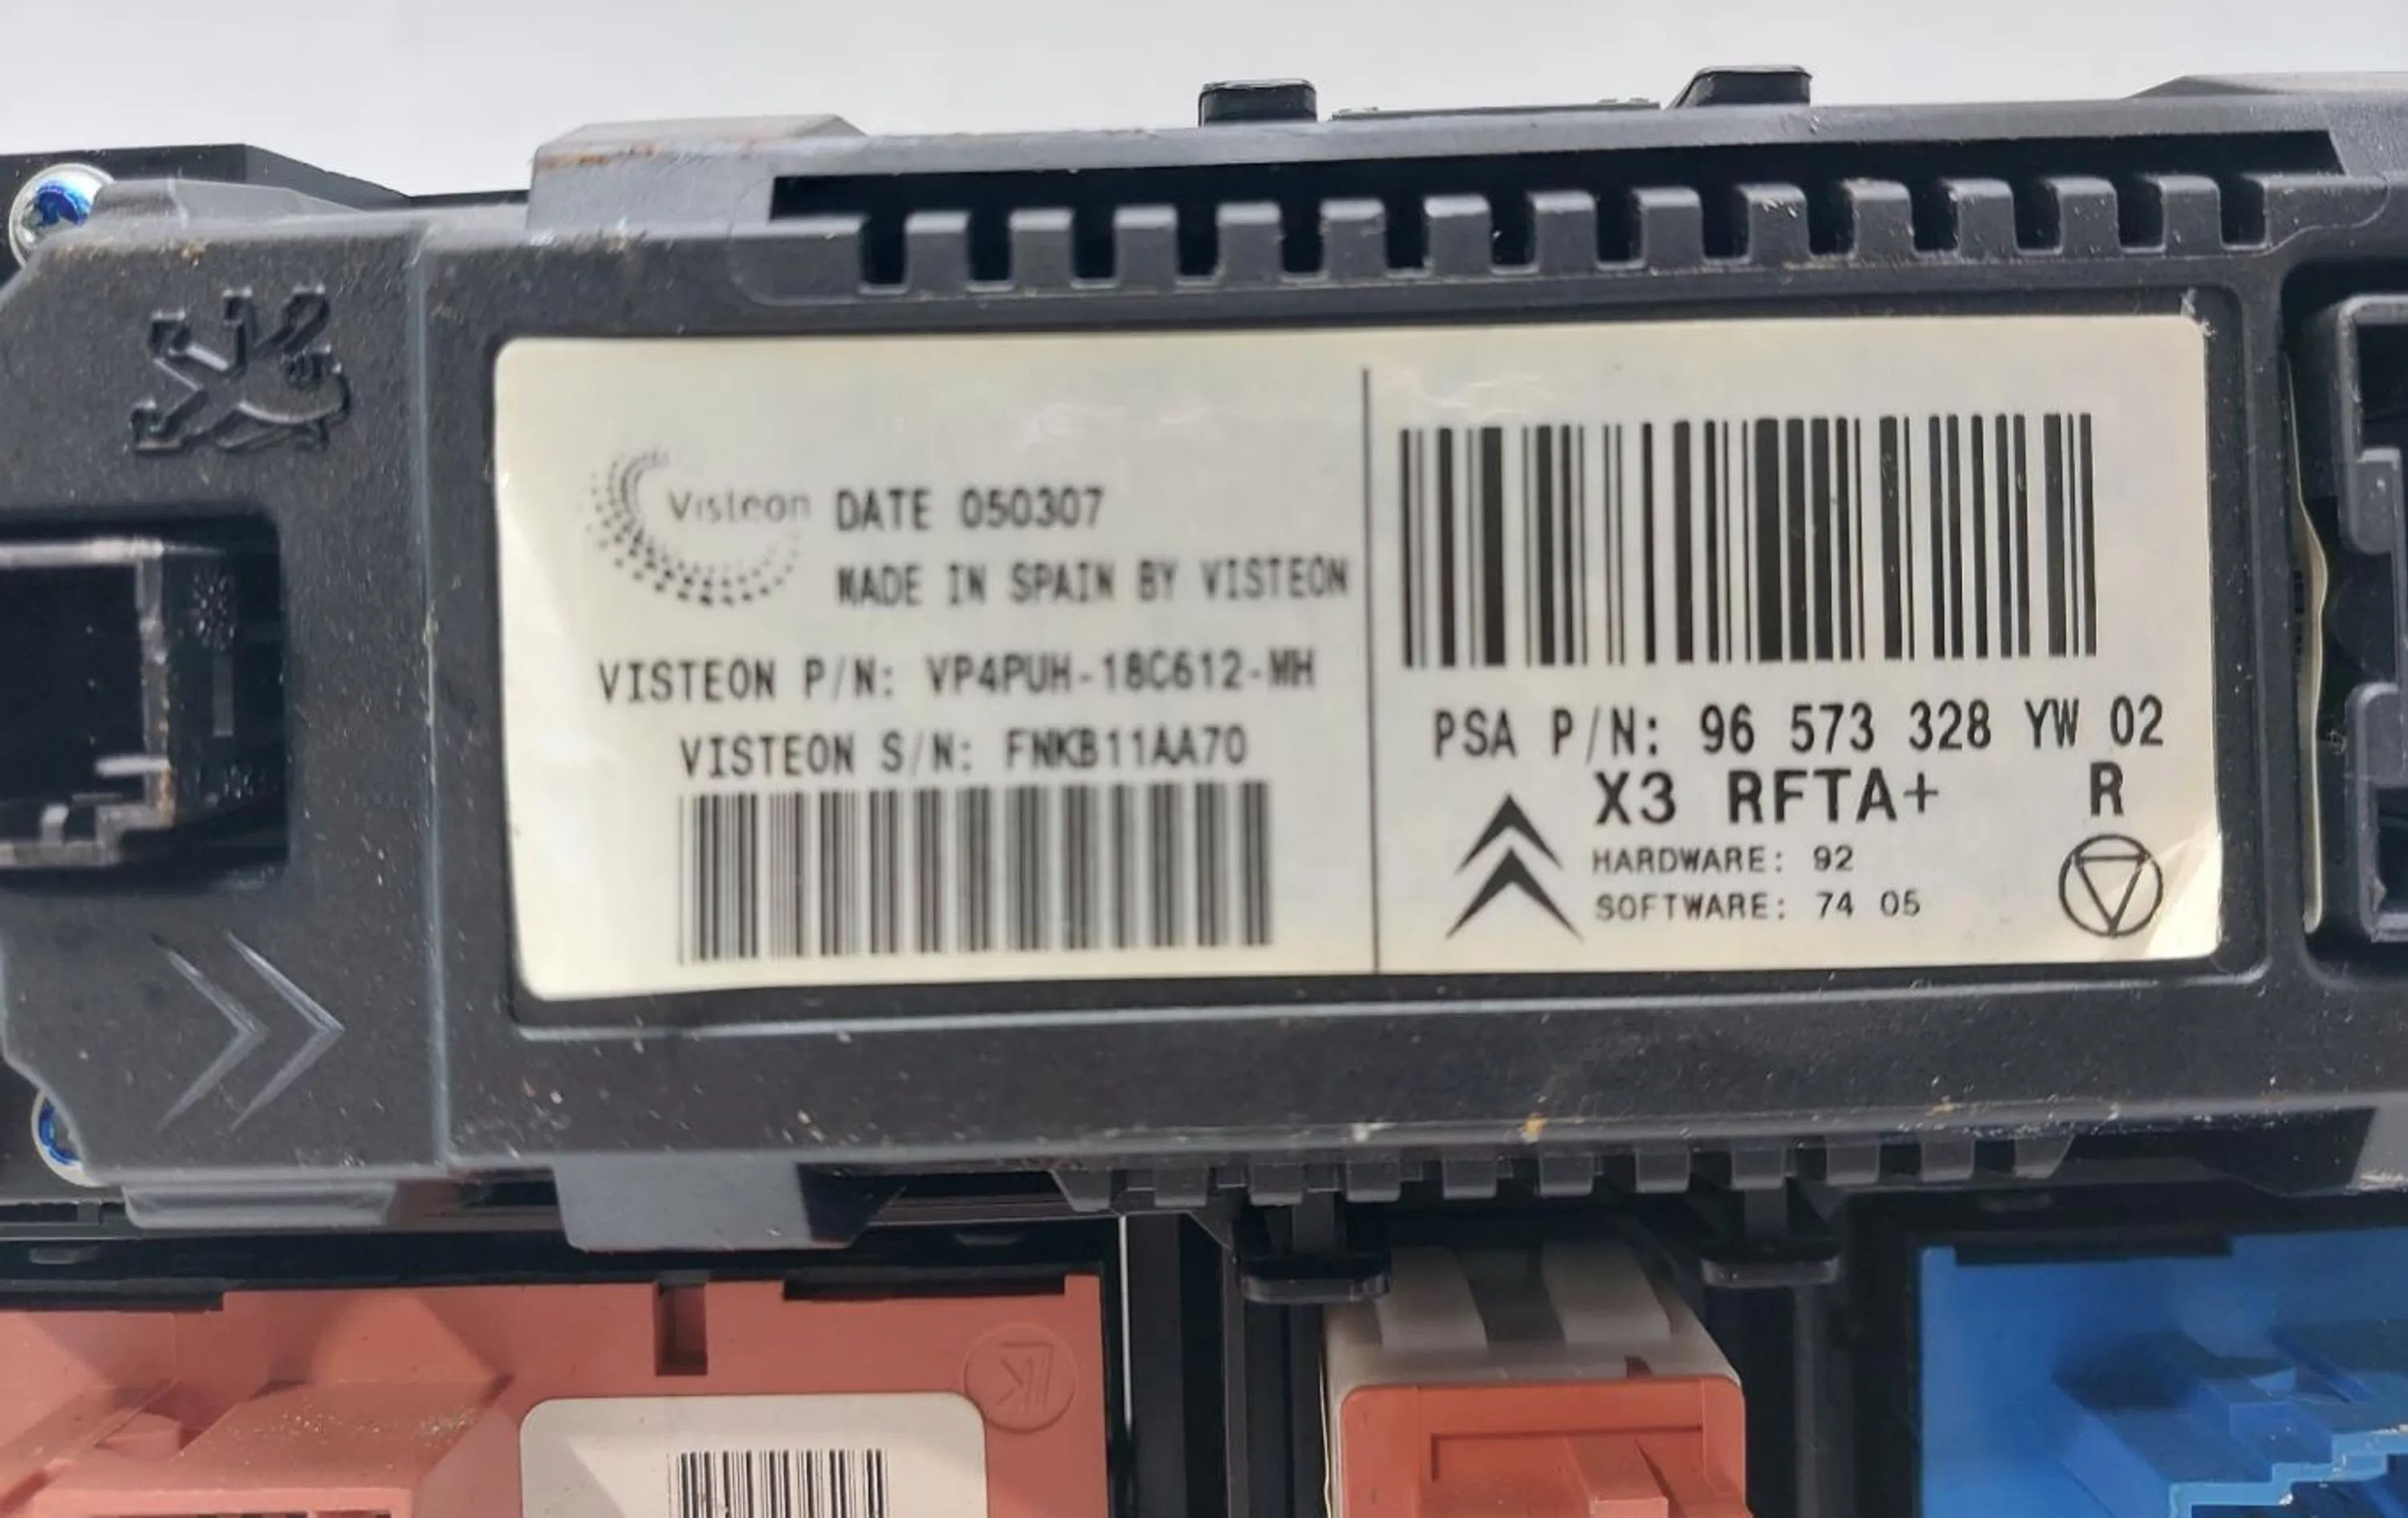 Visteon
DATE 050307
MADE IN SPAIN BY VISTEON
VISTEON P/N: VP4PUH-18C612-MH
VISTEON S/N: FNKB11AA70
PSA P/N: 96 573 328 YW 02
X3 RFTA+ R
HARDWARE: 92
SOFTWARE: 74 05